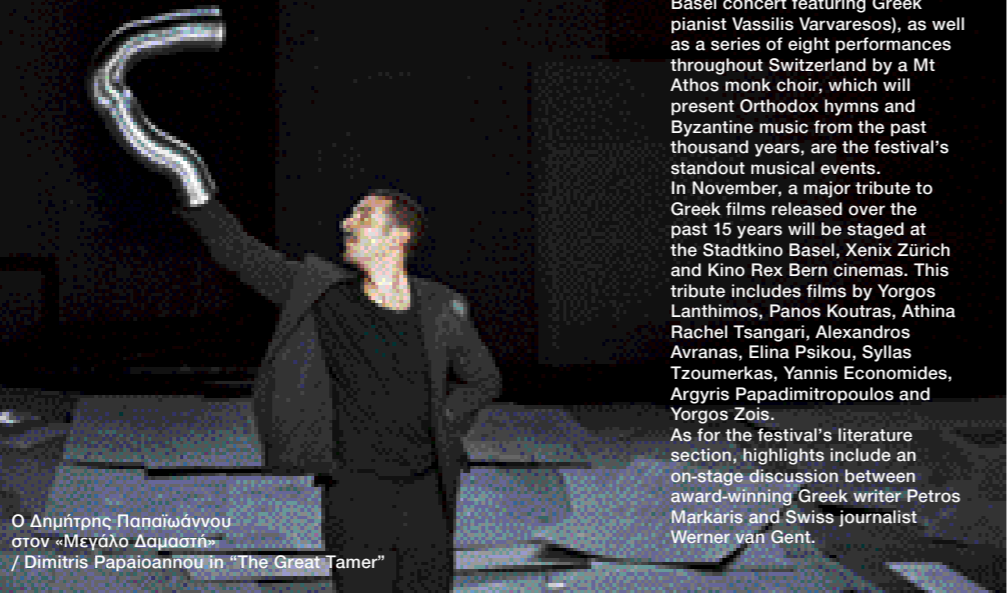 Basel concert featuring Greek
pianist Vassilis Varvaresos), as well
as a series of eight performances
throughout Switzerland by a Mt
Athos monk choir, which will
present Orthodox hymns and
Byzantine music from the past
thousand years, are the festival's
standout musical events.
In November, a major tribute to
Greek films released over the
past 15 years will be staged at
the Stadtkino Basel, Xenix Zürich
and Kino Rex Bern cinemas. This
tribute includes films by Yorgos
Lanthimos, Panos Koutras, Athina
Rachel Tsangari, Alexandros
Avranas, Elina Psikou, Syllas
Tzoumerkas, Yannis Economides,
Argyris Papadimitropoulos and
Yorgos Zois.
As for the festival's literature
section, highlights include an
on-stage discussion between
award-winning Greek writer Petros
Markaris and Swiss journalist
Werner van Gent.
Ο Δημήτρης Παπαϊωάννου
στον «Μεγάλο Δαμαστή»
/ Dimitris Papaioannou in “The Great Tamer”